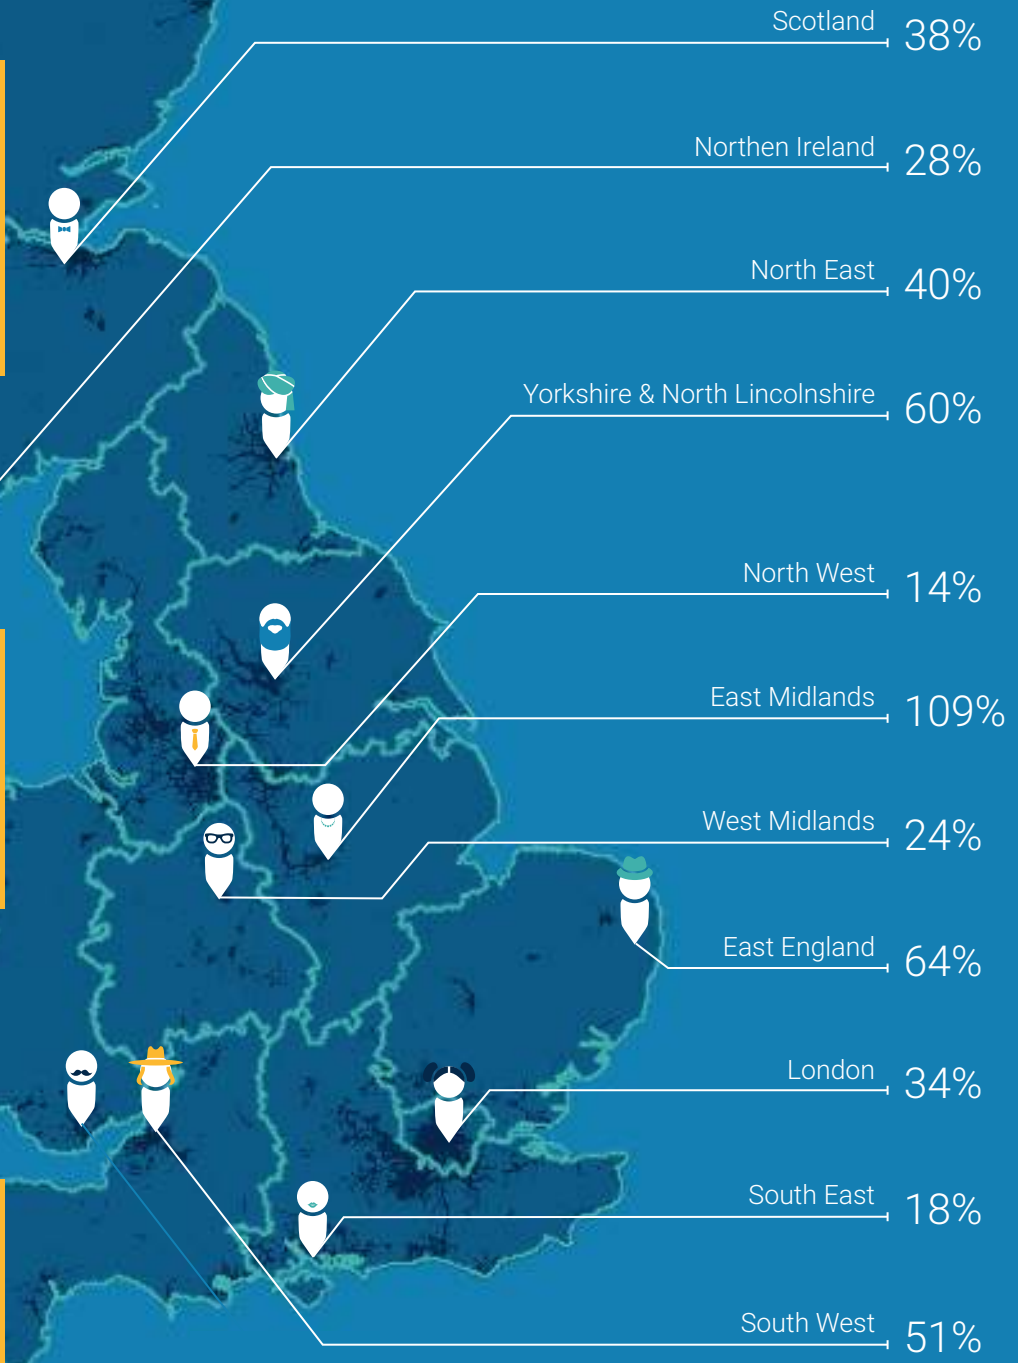 Scotland 38%
Northen Ireland 28%
North East 40%
Yorkshire & North Lincolnshire 60%
North West 14%
East Midlands 109%
West Midlands 24%
East England 64%
London 34%
South East 18%
South West 51%